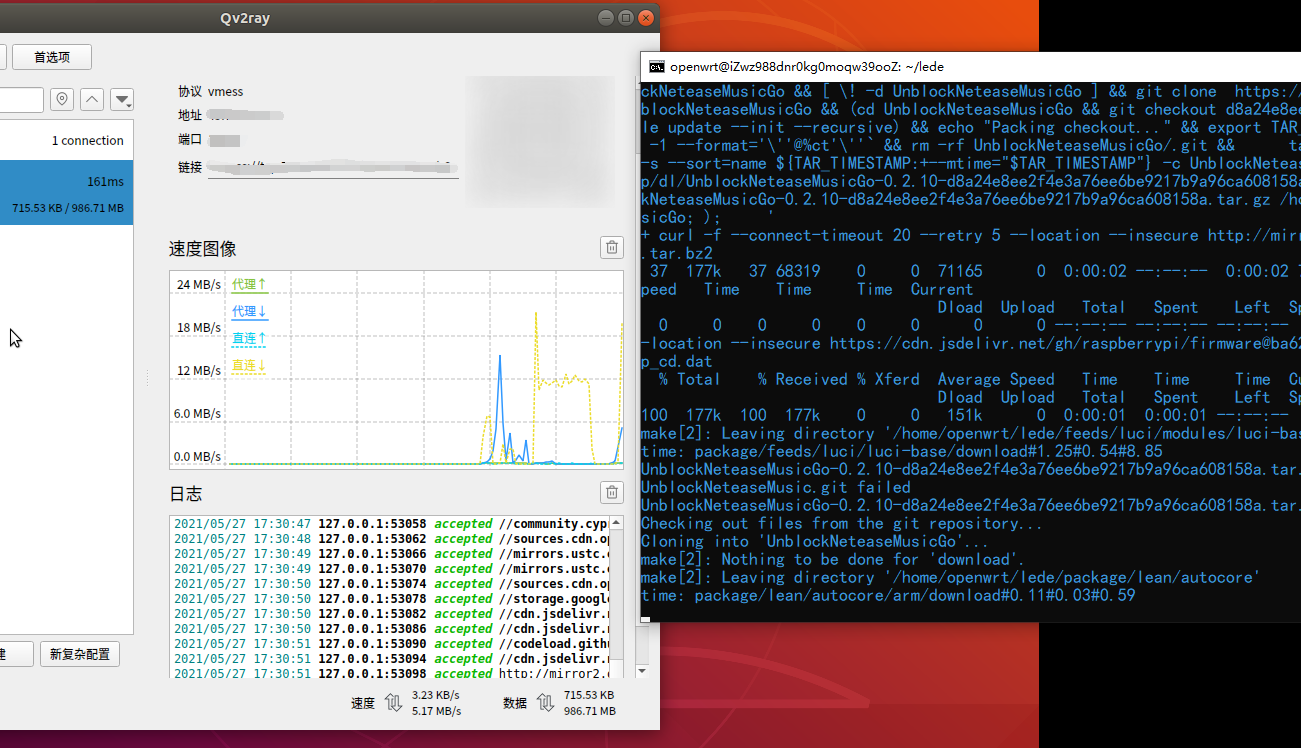 Qv2ray
首选项
1 connection
161ms
715.53 KB / 986.71 MB
建
新复杂配置
协议 vmess
地址
端口
链接
速度图像
24 MB/s
18 MB/s
12 MB/s
6.0 MB/s
0.0 MB/s
代理↑
代理↓
直连↑
直连↓
日志
2021/05/27 17:30:47 127.0.0.1:53058 accepted //community.cyp
2021/05/27 17:30:48 127.0.0.1:53062 accepted //sources.cdn.op
2021/05/27 17:30:49 127.0.0.1:53066 accepted //mirrors.ustc.
2021/05/27 17:30:49 127.0.0.1:53070 accepted //mirrors.ustc.
2021/05/27 17:30:50 127.0.0.1:53074 accepted //sources.cdn.op
2021/05/27 17:30:50 127.0.0.1:53078 accepted //storage.google
2021/05/27 17:30:50 127.0.0.1:53082 accepted //cdn.jsdelivr.
2021/05/27 17:30:50 127.0.0.1:53086 accepted //cdn.jsdelivr.
2021/05/27 17:30:51 127.0.0.1:53090 accepted //codeload.gith
2021/05/27 17:30:51 127.0.0.1:53094 accepted //cdn.jsdelivr.
2021/05/27 17:30:51 127.0.0.1:53098 accepted http://mirror2.
速度 3.23 KB/s
5.17 MB/s
数据 715.53 KB
986.71 MB
openwrt@iZwz988dnr0kg0moqw39ooZ: ~/lede
ckNeteaseMusicGo && [ \! -d UnblockNeteaseMusicGo ] && git clone  https:/
blockNeteaseMusicGo && (cd UnblockNeteaseMusicGo && git checkout d8a24e8e
le update --init --recursive) && echo "Packing checkout..." && export TAR_
-1 --format='\''@%ct'\''` && rm -rf UnblockNeteaseMusicGo/.git &&      ta
-s --sort=name ${TAR_TIMESTAMP:+--mtime="$TAR_TIMESTAMP"} -c UnblockNeteas
p/dl/UnblockNeteaseMusicGo-0.2.10-d8a24e8ee2f4e3a76ee6be9217b9a96ca608158a
kNeteaseMusicGo-0.2.10-d8a24e8ee2f4e3a76ee6be9217b9a96ca608158a.tar.gz /ho
sicGo; );     '
+ curl -f --connect-timeout 20 --retry 5 --location --insecure http://mir
.tar.bz2
37  177k   37 68319    0     0  71165      0  0:00:02 --:--:--  0:00:02
peed   Time    Time     Time  Current
Dload  Upload   Total   Spent    Left  Sp
0     0    0     0    0     0      0      0 --:--:-- --:--:-- --:--:--
-location --insecure https://cdn.jsdelivr.net/gh/raspberrypi/firmware@ba62
p_cd.dat
% Total    % Received % Xferd  Average Speed   Time    Time     Time  Cu
Dload  Upload   Total   Spent    Left  Sp
100  177k  100  177k    0     0   151k      0  0:00:01  0:00:01 --:--:--
make[2]: Leaving directory '/home/openwrt/lede/feeds/luci/modules/luci-bas
time: package/feeds/luci/luci-base/download#1.25#0.54#8.85
UnblockNeteaseMusicGo-0.2.10-d8a24e8ee2f4e3a76ee6be9217b9a96ca608158a.tar.
UnblockNeteaseMusic.git failed
UnblockNeteaseMusicGo-0.2.10-d8a24e8ee2f4e3a76ee6be9217b9a96ca608158a.tar.
Checking out files from the git repository...
Cloning into 'UnblockNeteaseMusicGo'...
make[2]: Nothing to be done for 'download'.
make[2]: Leaving directory '/home/openwrt/lede/package/lean/autocore'
time: package/lean/autocore/arm/download#0.11#0.03#0.59